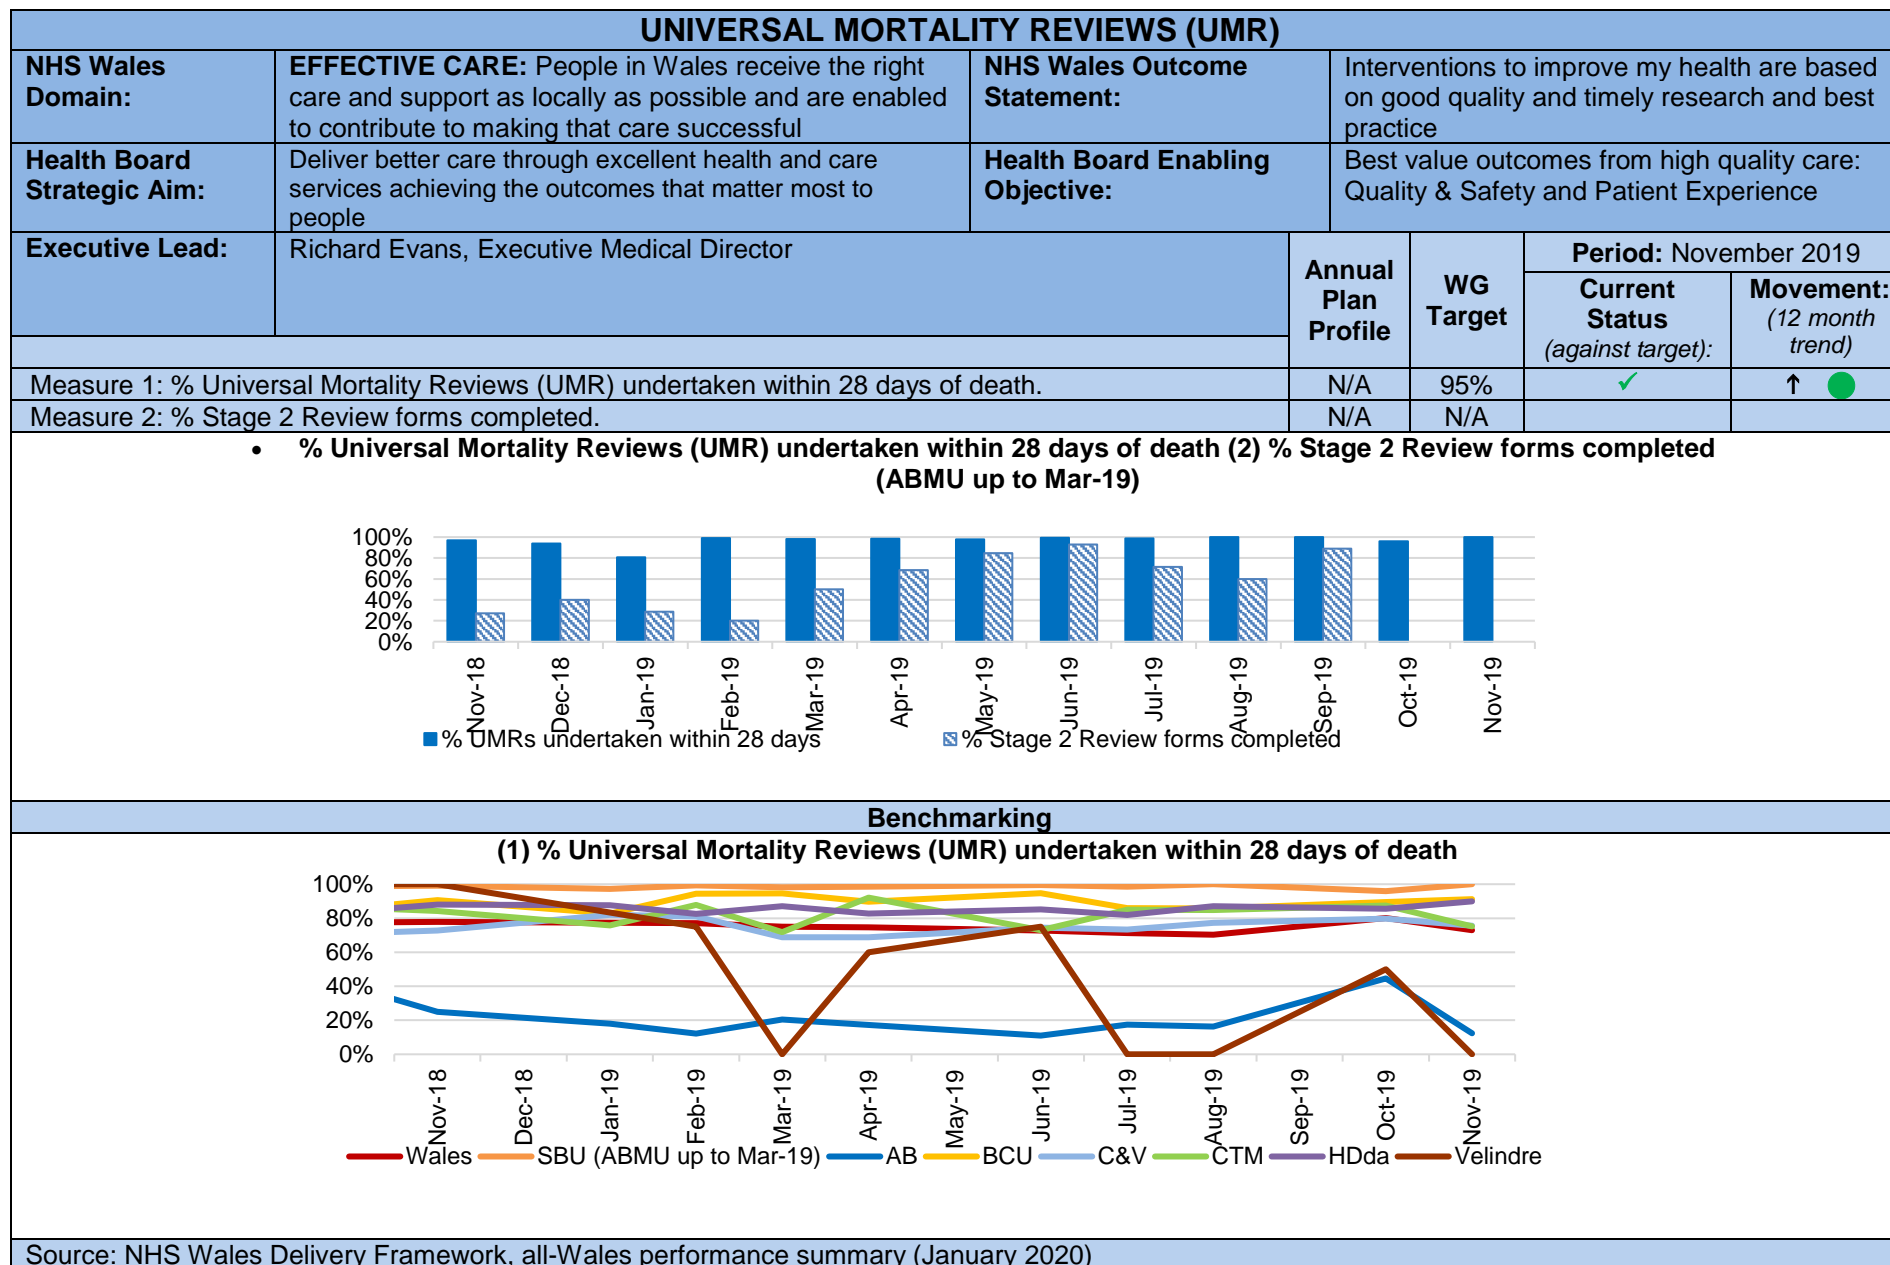 UNIVERSAL MORTALITY REVIEWS (UMR)
NHS Wales
Domain:
EFFECTIVE CARE: People in Wales receive the right
care and support as locally as possible and are enabled
to contribute to making that care successful
NHS Wales Outcome
Statement:
Interventions to improve my health are based
on good quality and timely research and best
practice
Health Board
Strategic Aim:
Deliver better care through excellent health and care
services achieving the outcomes that matter most to
people
Health Board Enabling
Objective:
Best value outcomes from high quality care:
Quality & Safety and Patient Experience
Executive Lead:
Richard Evans, Executive Medical Director
Annual
Plan
Profile
WG
Target
Period: November 2019
Current
Status
(against target):
Movement:
(12 month
trend)
Measure 1: % Universal Mortality Reviews (UMR) undertaken within 28 days of death.
N/A
95%
✓
↑
Measure 2: % Stage 2 Review forms completed.
N/A
N/A
• % Universal Mortality Reviews (UMR) undertaken within 28 days of death (2) % Stage 2 Review forms completed
(ABMU up to Mar-19)
100%
80%
60%
40%
20%
0%
Nov-18
Dec-18
Jan-19
Feb-19
Mar-19
Apr-19
May-19
Jun-19
Jul-19
Aug-19
Sep-19
Oct-19
Nov-19
% UMRs undertaken within 28 days
% Stage 2 Review forms completed
Benchmarking
(1) % Universal Mortality Reviews (UMR) undertaken within 28 days of death
100%
80%
60%
40%
20%
0%
Nov-18
Dec-18
Jan-19
Feb-19
Mar-19
Apr-19
May-19
Jun-19
Jul-19
Aug-19
Sep-19
Oct-19
Nov-19
Wales
SBU (ABMU up to Mar-19)
AB
BCU
C&V
CTM
HDda
Velindre
Source: NHS Wales Delivery Framework, all-Wales performance summary (January 2020)